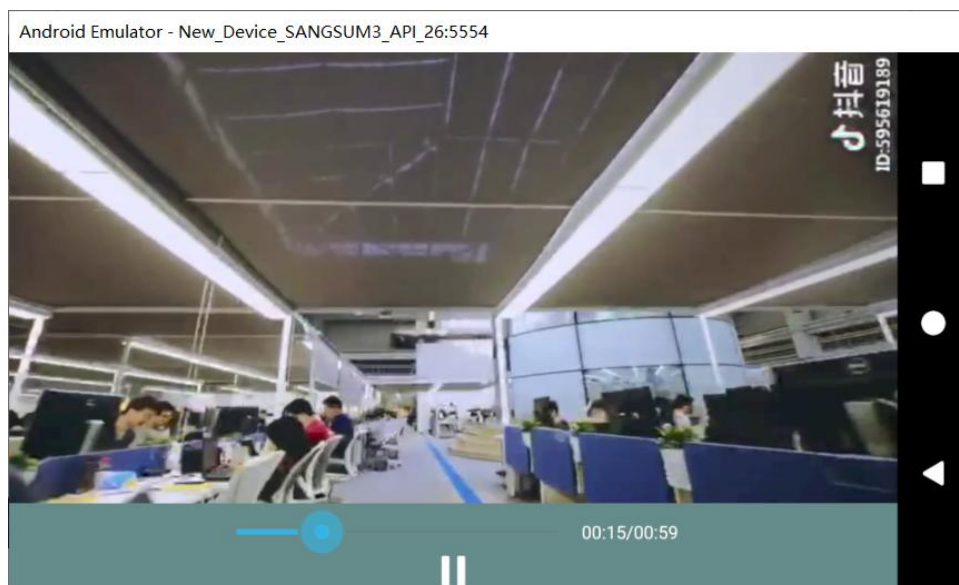 Android Emulator - New_Device_SANGSUM3_API_26:5554
抖音
ID:595619189
00:15/00:59